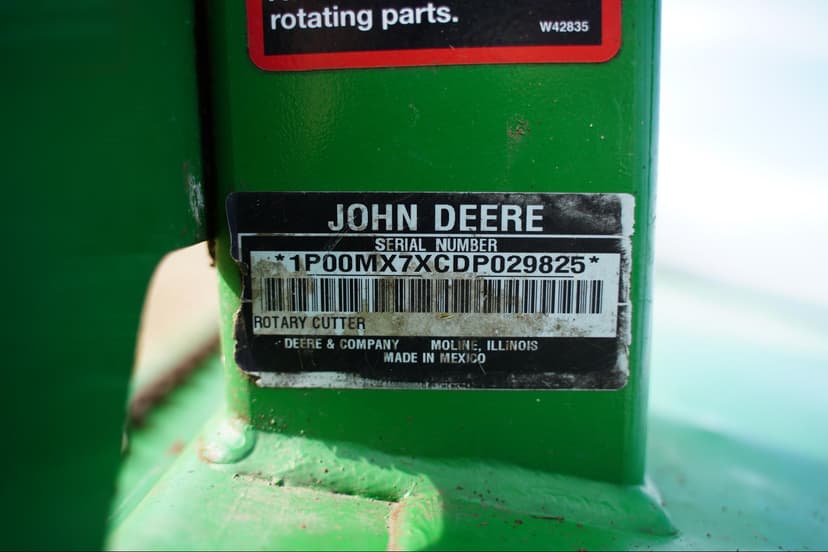 rotating parts.
W42835
JOHN DEERE
SERIAL NUMBER
*1P00MX7XCDP029825*
ROTARY CUTTER
DEERE & COMPANY MOLINE, ILLINOIS
MADE IN MEXICO